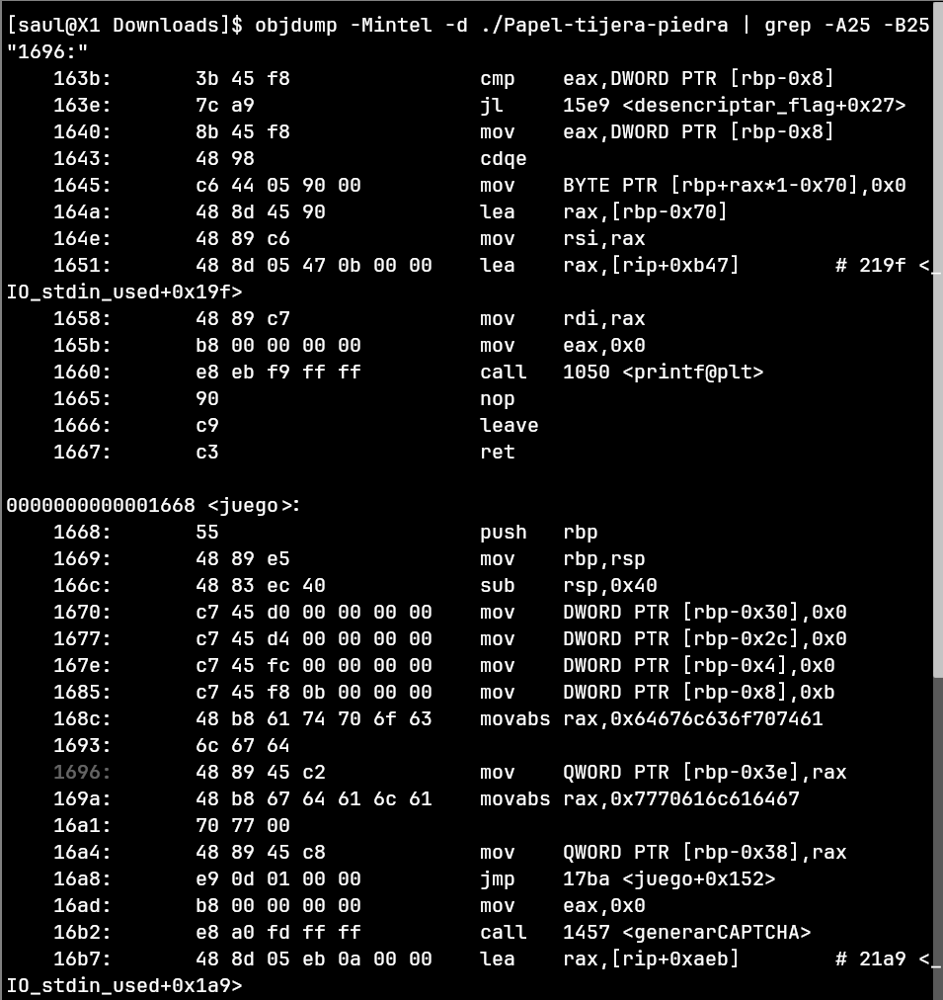 [saul@X1 Downloads]$ objdump -Mintel -d ./Papel-tijera-piedra | grep -A25 -B25
"1696:"
    163b:       3b 45 f8                cmp    eax,DWORD PTR [rbp-0x8]
    163e:       7c a9                   jl     15e9 <desencriptar_flag+0x27>
    1640:       8b 45 f8                mov    eax,DWORD PTR [rbp-0x8]
    1643:       48 98                   cdqe
    1645:       c6 44 05 90 00          mov    BYTE PTR [rbp+rax*1-0x70],0x0
    164a:       48 8d 45 90             lea    rax,[rbp-0x70]
    164e:       48 89 c6                mov    rsi,rax
    1651:       48 8d 05 47 0b 00 00    lea    rax,[rip+0xb47]        # 219f <_
IO_stdin_used+0x19f>
    1658:       48 89 c7                mov    rdi,rax
    165b:       b8 00 00 00 00          mov    eax,0x0
    1660:       e8 eb f9 ff ff          call   1050 <printf@plt>
    1665:       90                      nop
    1666:       c9                      leave
    1667:       c3                      ret

0000000000001668 <juego>:
    1668:       55                      push   rbp
    1669:       48 89 e5                mov    rbp,rsp
    166c:       48 83 ec 40             sub    rsp,0x40
    1670:       c7 45 d0 00 00 00 00    mov    DWORD PTR [rbp-0x30],0x0
    1677:       c7 45 d4 00 00 00 00    mov    DWORD PTR [rbp-0x2c],0x0
    167e:       c7 45 fc 00 00 00 00    mov    DWORD PTR [rbp-0x4],0x0
    1685:       c7 45 f8 0b 00 00 00    mov    DWORD PTR [rbp-0x8],0xb
    168c:       48 b8 61 74 70 6f 63    movabs rax,0x64676c636f707461
    1693:       6c 67 64
    1696:       48 89 45 c2             mov    QWORD PTR [rbp-0x3e],rax
    169a:       48 b8 67 64 61 6c 61    movabs rax,0x7770616c616467
    16a1:       70 77 00
    16a4:       48 89 45 c8             mov    QWORD PTR [rbp-0x38],rax
    16a8:       e9 0d 01 00 00          jmp    17ba <juego+0x152>
    16ad:       b8 00 00 00 00          mov    eax,0x0
    16b2:       e8 a0 fd ff ff          call   1457 <generarCAPTCHA>
    16b7:       48 8d 05 eb 0a 00 00    lea    rax,[rip+0xaeb]        # 21a9 <_
IO_stdin_used+0x1a9>